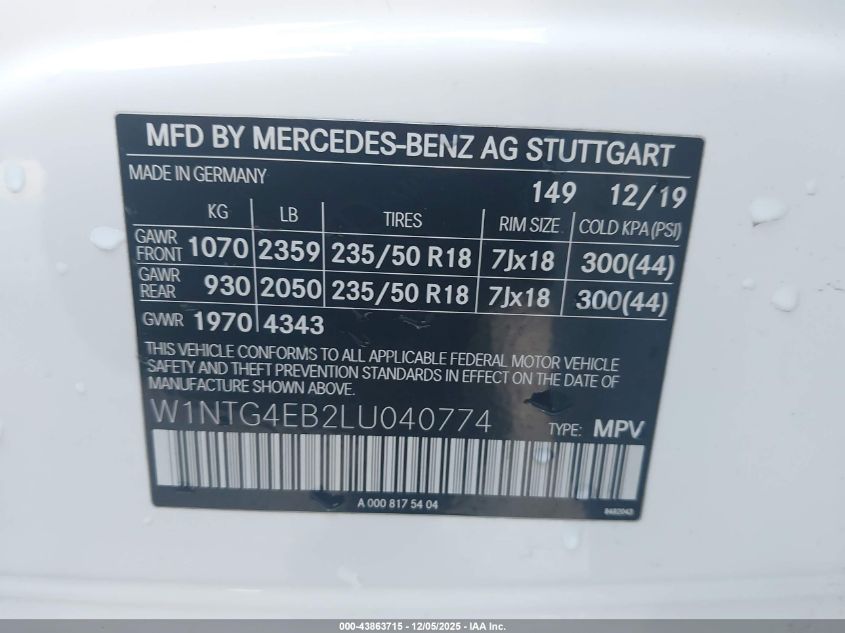 MFD BY MERCEDES-BENZ AG STUTTGART
MADE IN GERMANY 149 12/19
KG LB TIRES RIM SIZE COLD KPA (PSI)
GAWR FRONT 1070 2359 235/50 R18 7Jx18 300(44)
GAWR REAR 930 2050 235/50 R18 7Jx18 300(44)
GVWR 1970 4343
THIS VEHICLE CONFORMS TO ALL APPLICABLE FEDERAL MOTOR VEHICLE
SAFETY AND THEFT PREVENTION STANDARDS IN EFFECT ON THE DATE OF
MANUFACTURE SHOWN ABOVE.
W1NTG4EB2LU040774 TYPE: MPV
A 000 817 54 04
000-43863715 - 12/05/2025 - IAA Inc.